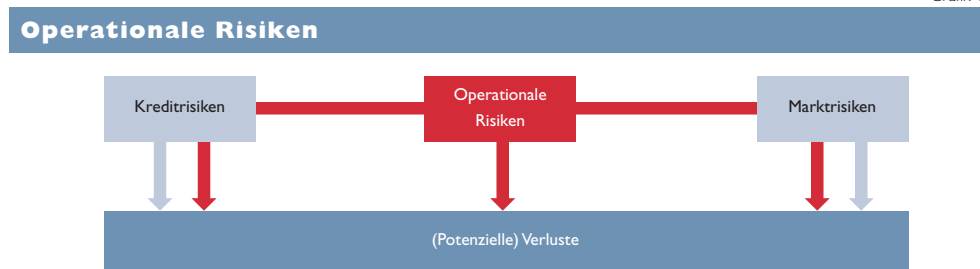 Operationale Risiken
Kreditrisiken
Operationale
Risiken
Marktrisiken
(Potenzielle) Verluste